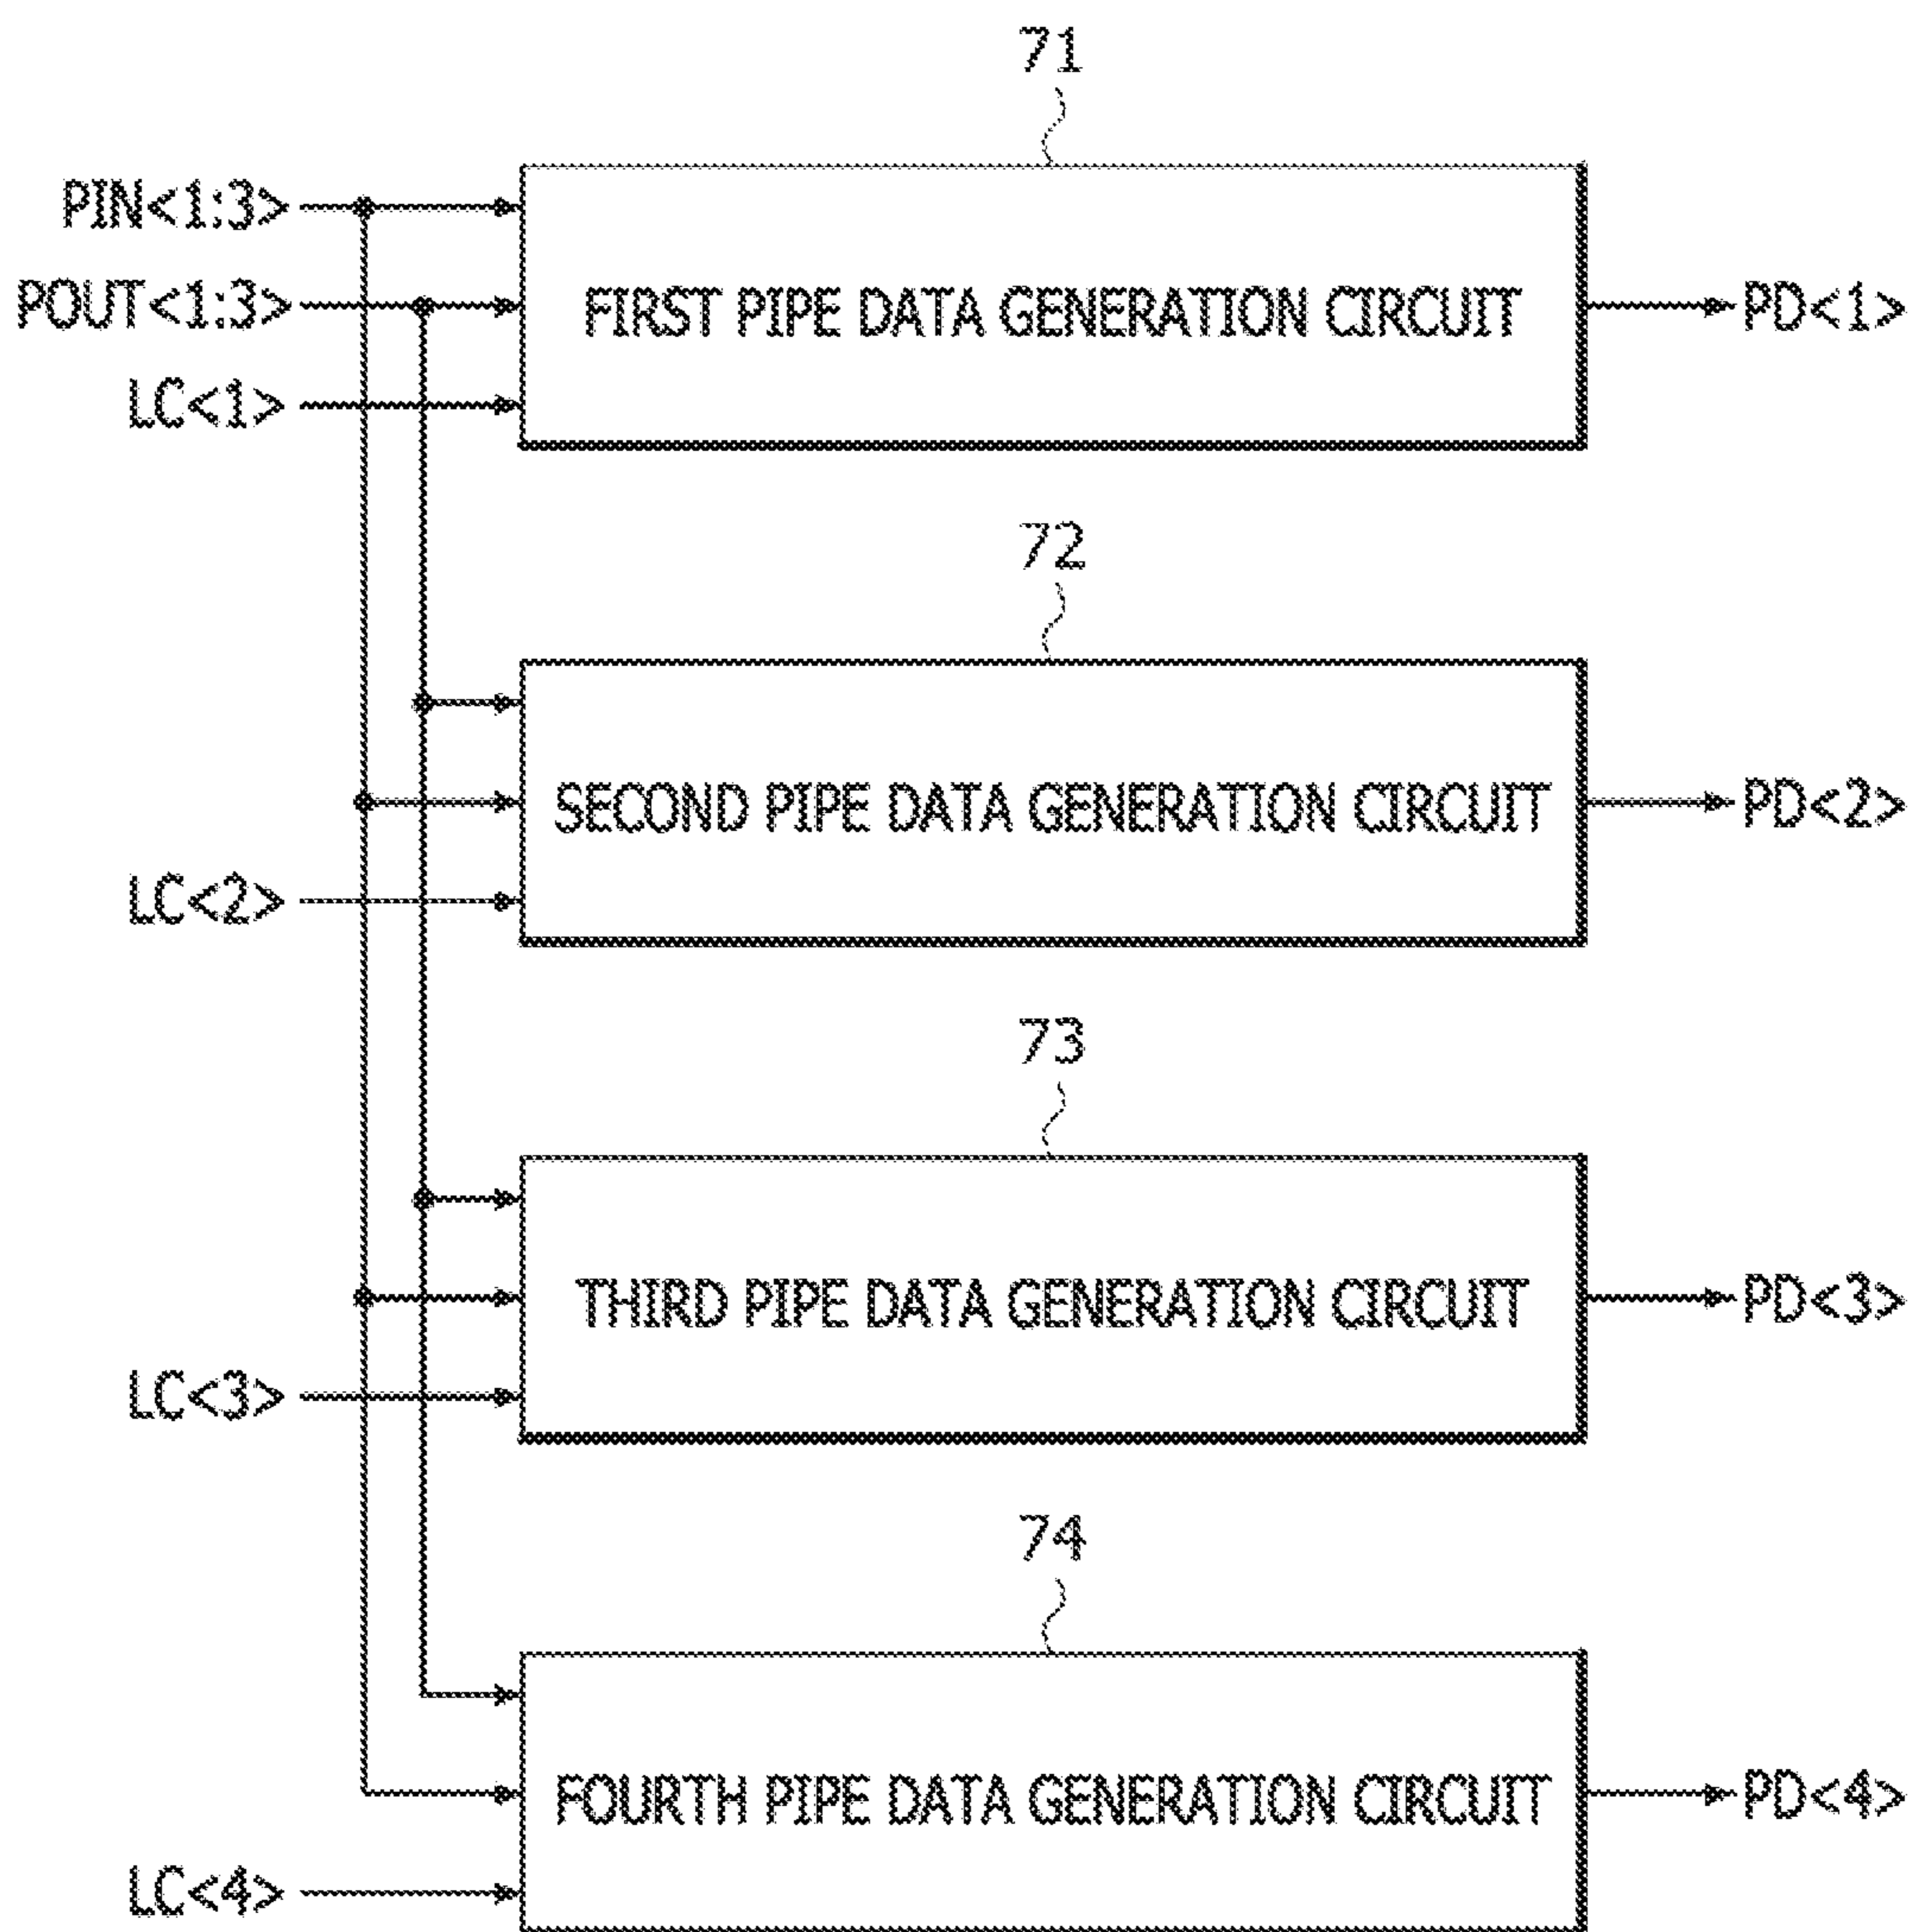 71
PIN<1:3>
POUT<1:3>
LC<1>
FIRST PIPE DATA GENERATION CIRCUIT
PD<1>
72
LC<2>
SECOND PIPE DATA GENERATION CIRCUIT
PD<2>
73
LC<3>
THIRD PIPE DATA GENERATION CIRCUIT
PD<3>
74
LC<4>
FOURTH PIPE DATA GENERATION CIRCUIT
PD<4>